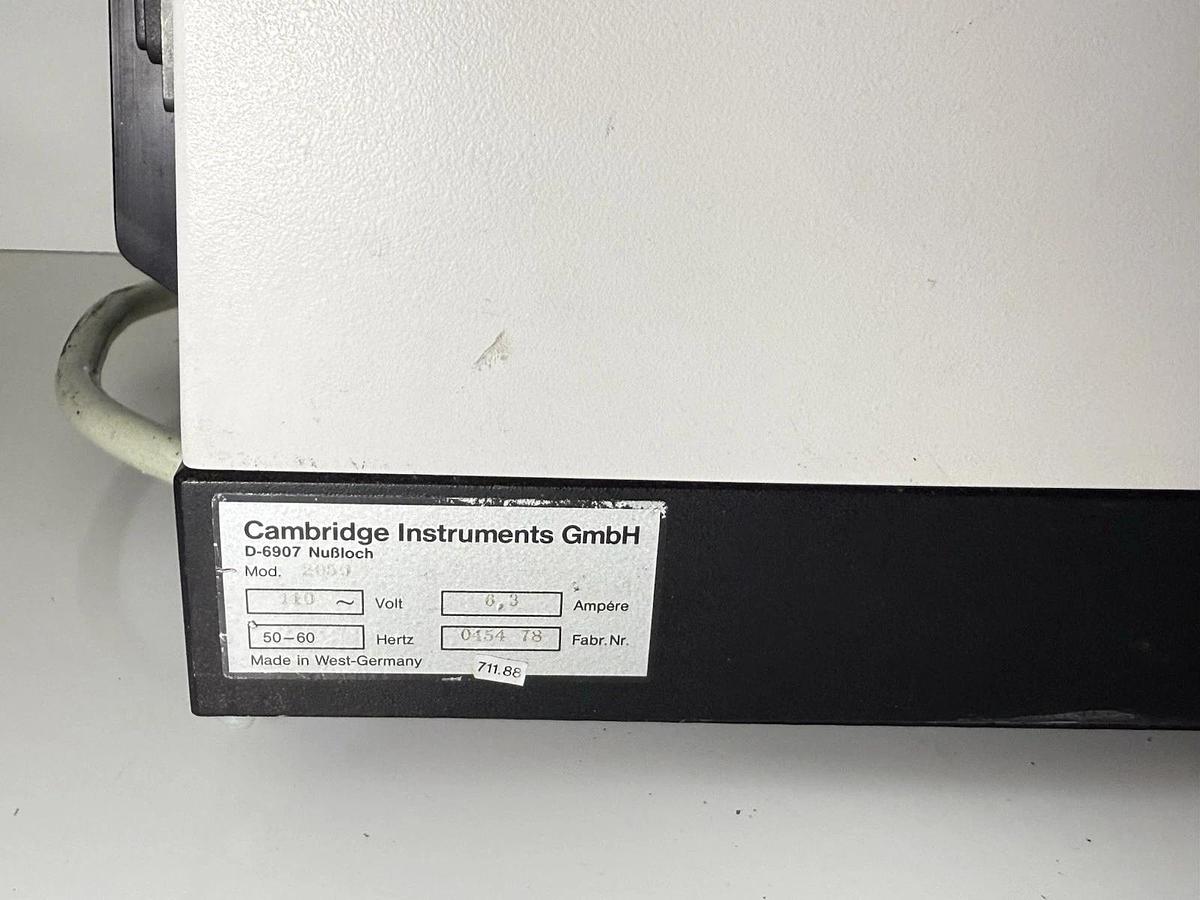 Cambridge Instruments GmbH
D-6907 Nußloch
Mod. 2050
110 ~ Volt 6,3 Ampére
50–60 Hertz 0454 78 Fabr. Nr.
Made in West-Germany
711.88